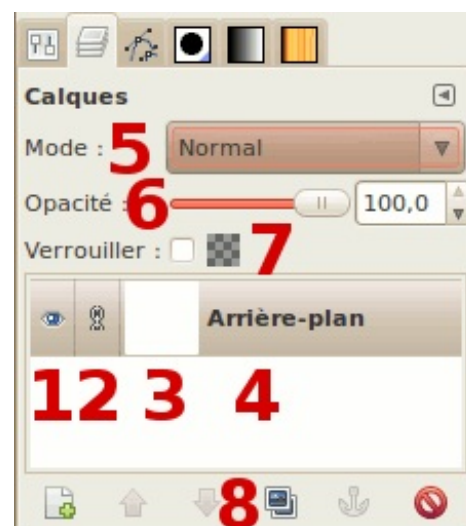 Calques
Mode : 5 Normal
Opacité : 6 100,0
Verrouiller : 7
Arrière-plan
1 2 3 4
8